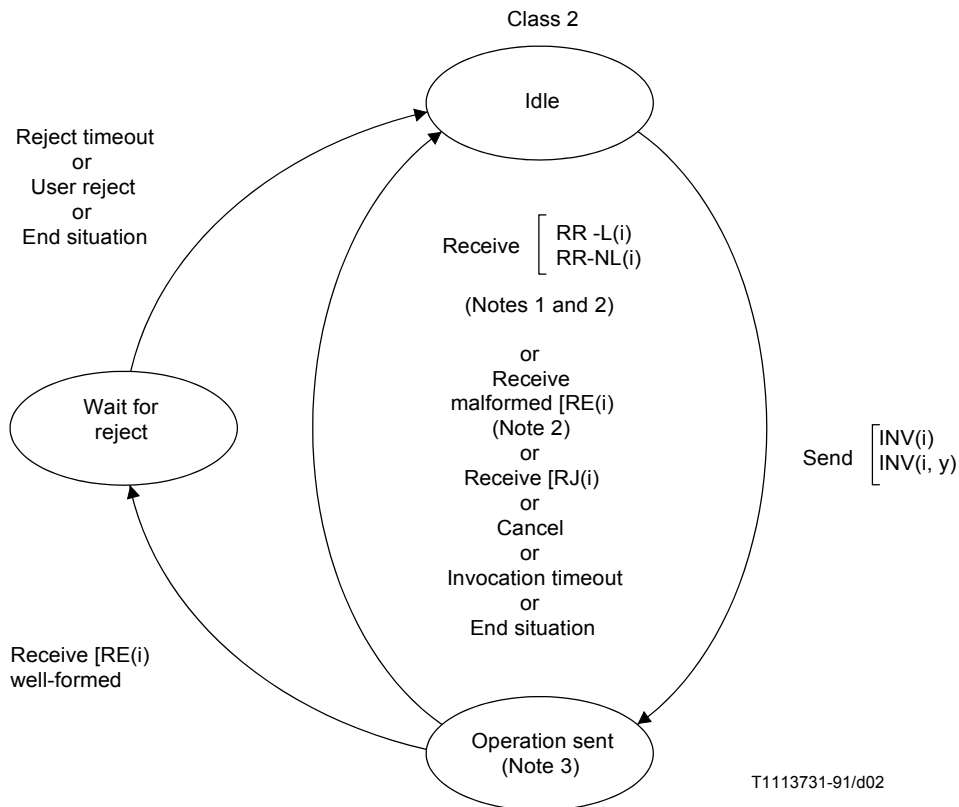 Class 2
Idle
Reject timeout
or
User reject
or
End situation
Receive
RR -L(i)
RR-NL(i)
(Notes 1 and 2)
or
Receive
malformed [RE(i)
(Note 2)
or
Receive [RJ(i)
or
Cancel
or
Invocation timeout
or
End situation
Wait for
reject
Send
INV(i)
INV(i, y)
Receive [RE(i)
well-formed
Operation sent
(Note 3)
T1113731-91/d02